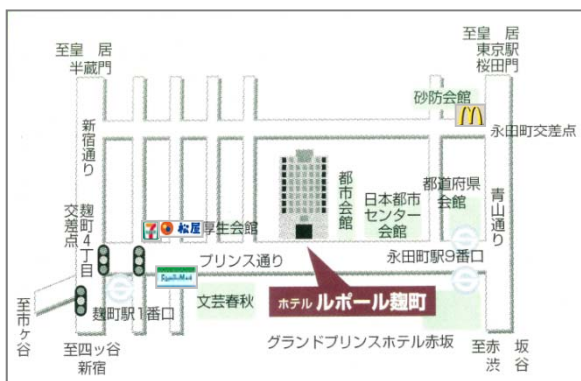 至皇　居
半蔵門
至皇　居
東京駅
桜田門
砂防会館
永田町交差点
新宿通り
青山通り
都市会館
日本都市
センター
会館
都道府県
会館
麹町4丁目
交差点
7
松屋
厚生会館
プリンス通り
永田町駅9番口
FamilyMart
文芸春秋
ホテル ルポール麹町
麹町駅1番口
グランドプリンスホテル赤坂
至市ヶ谷
至四ッ谷
新宿
至赤　坂
渋　谷